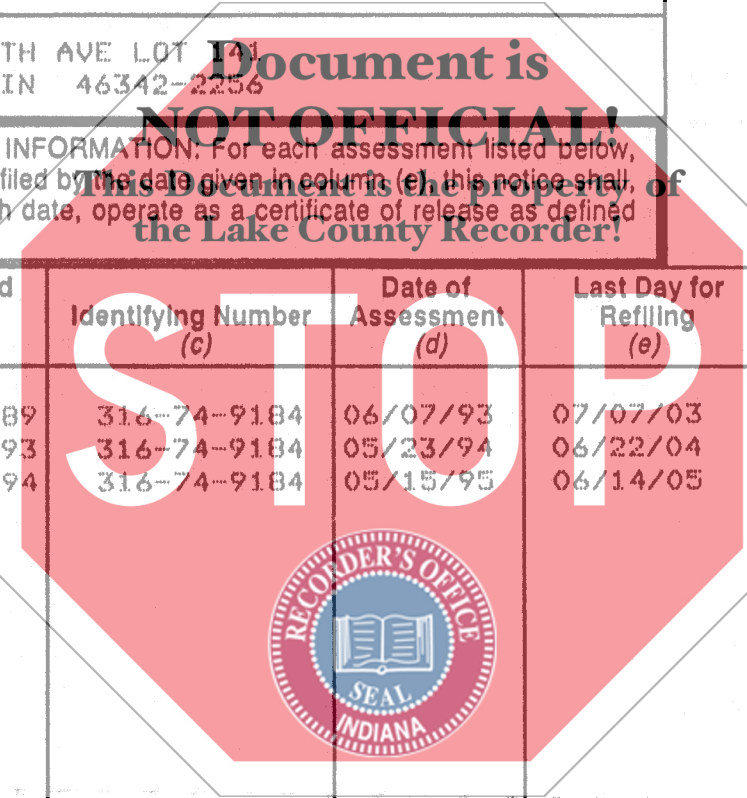 TH AVE LOT 141
IN 46342-2256
Document is
NOT OFFICIAL!
This Document is the property of
the Lake County Recorder!
INFORMATION: For each assessment listed below,
filed by the date given in column (e), this notice shall,
h date, operate as a certificate of release as defined
d
Identifying Number
(c)
Date of
Assessment
(d)
Last Day for
Refiling
(e)
89 316-74-9184 06/07/93 07/07/03
93 316-74-9184 05/23/94 06/22/04
94 316-74-9184 05/15/95 06/14/05
STOP
RECORDER'S OFFICE
SEAL
INDIANA